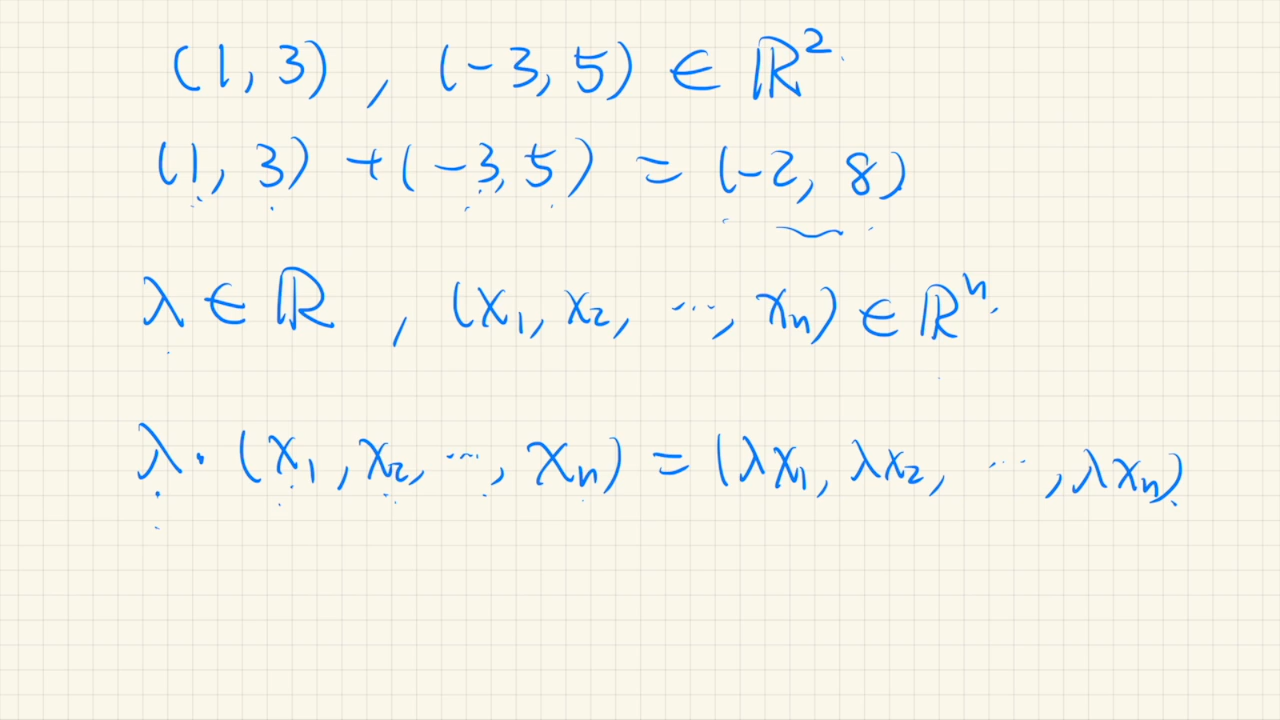 (1, 3) , (-3, 5) ∈ ℝ²
(1, 3) + (-3, 5) = (-2, 8)
λ ∈ ℝ , (x₁, x₂, ⋯, xₙ) ∈ ℝⁿ.
λ · (x₁, x₂, ⋯, xₙ) = (λx₁, λx₂, ⋯, λxₙ)